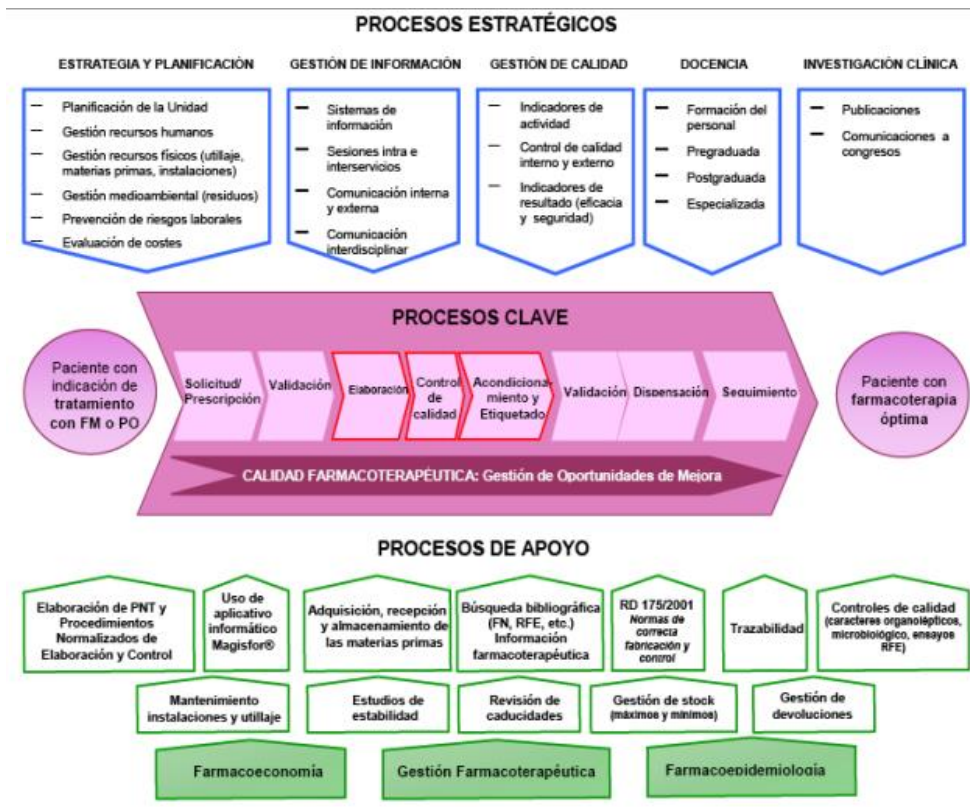 PROCESOS ESTRATÉGICOS
ESTRATEGIA Y PLANIFICACIÓN
— Planificación de la Unidad
— Gestión recursos humanos
— Gestión recursos físicos (utillaje,
materias primas, instalaciones)
— Gestión medioambiental (residuos)
— Prevención de riesgos laborales
— Evaluación de costes
GESTIÓN DE INFORMACIÓN
— Sistemas de
información
— Sesiones intra e
interservicios
— Comunicación interna
y externa
— Comunicación
interdisciplinar
GESTIÓN DE CALIDAD
— Indicadores de
actividad
— Control de calidad
interno y externo
— Indicadores de
resultado (eficacia
y seguridad)
DOCENCIA
— Formación del
personal
— Pregraduada
— Postgraduada
— Especializada
INVESTIGACIÓN CLÍNICA
— Publicaciones
— Comunicaciones a
congresos
PROCESOS CLAVE
Paciente con
indicación de
tratamiento
con FM o PO
Solicitud/
Prescripción
Validación
Elaboración
Control
de
calidad
Acondiciona-
miento y
Etiquetado
Validación
Dispensación
Seguimiento
Paciente con
farmacoterapia
óptima
CALIDAD FARMACOTERAPÉUTICA: Gestión de Oportunidades de Mejora
PROCESOS DE APOYO
Elaboración de PNT y
Procedimientos
Normalizados de
Elaboración y Control
Uso de
aplicativo
informático
Magisfor®
Adquisición, recepción
y almacenamiento de
las materias primas
Búsqueda bibliográfica
(FN, RFE, etc.)
Información
farmacoterapéutica
RD 175/2001
Normas de
correcta
fabricación y
control
Trazabilidad
Controles de calidad
(caracteres organolépticos,
microbiológico, ensayos
RFE)
Mantenimiento
instalaciones y utillaje
Estudios de
estabilidad
Revisión de
caducidades
Gestión de stock
(máximos y mínimos)
Gestión de
devoluciones
Farmacoeconomía
Gestión Farmacoterapéutica
Farmacoepidemiología